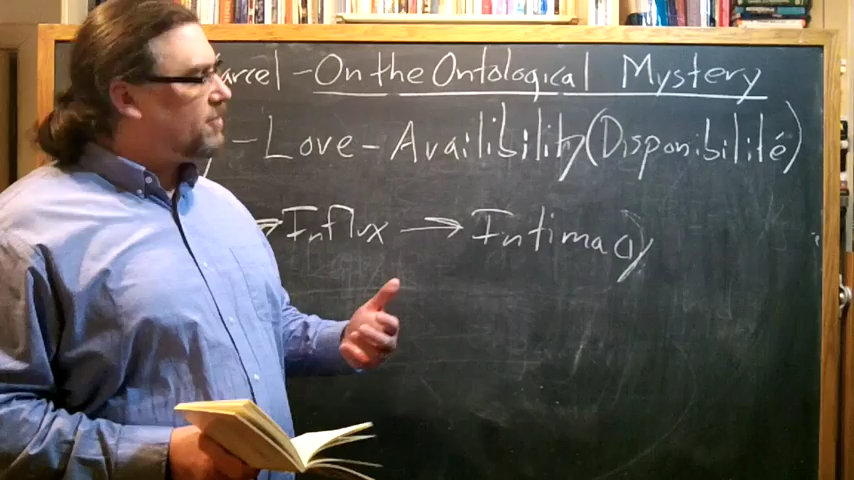 arcel - On the Ontological Mystery
- Love - Availibility (Disponibilité)
→ Influx → Intimacy